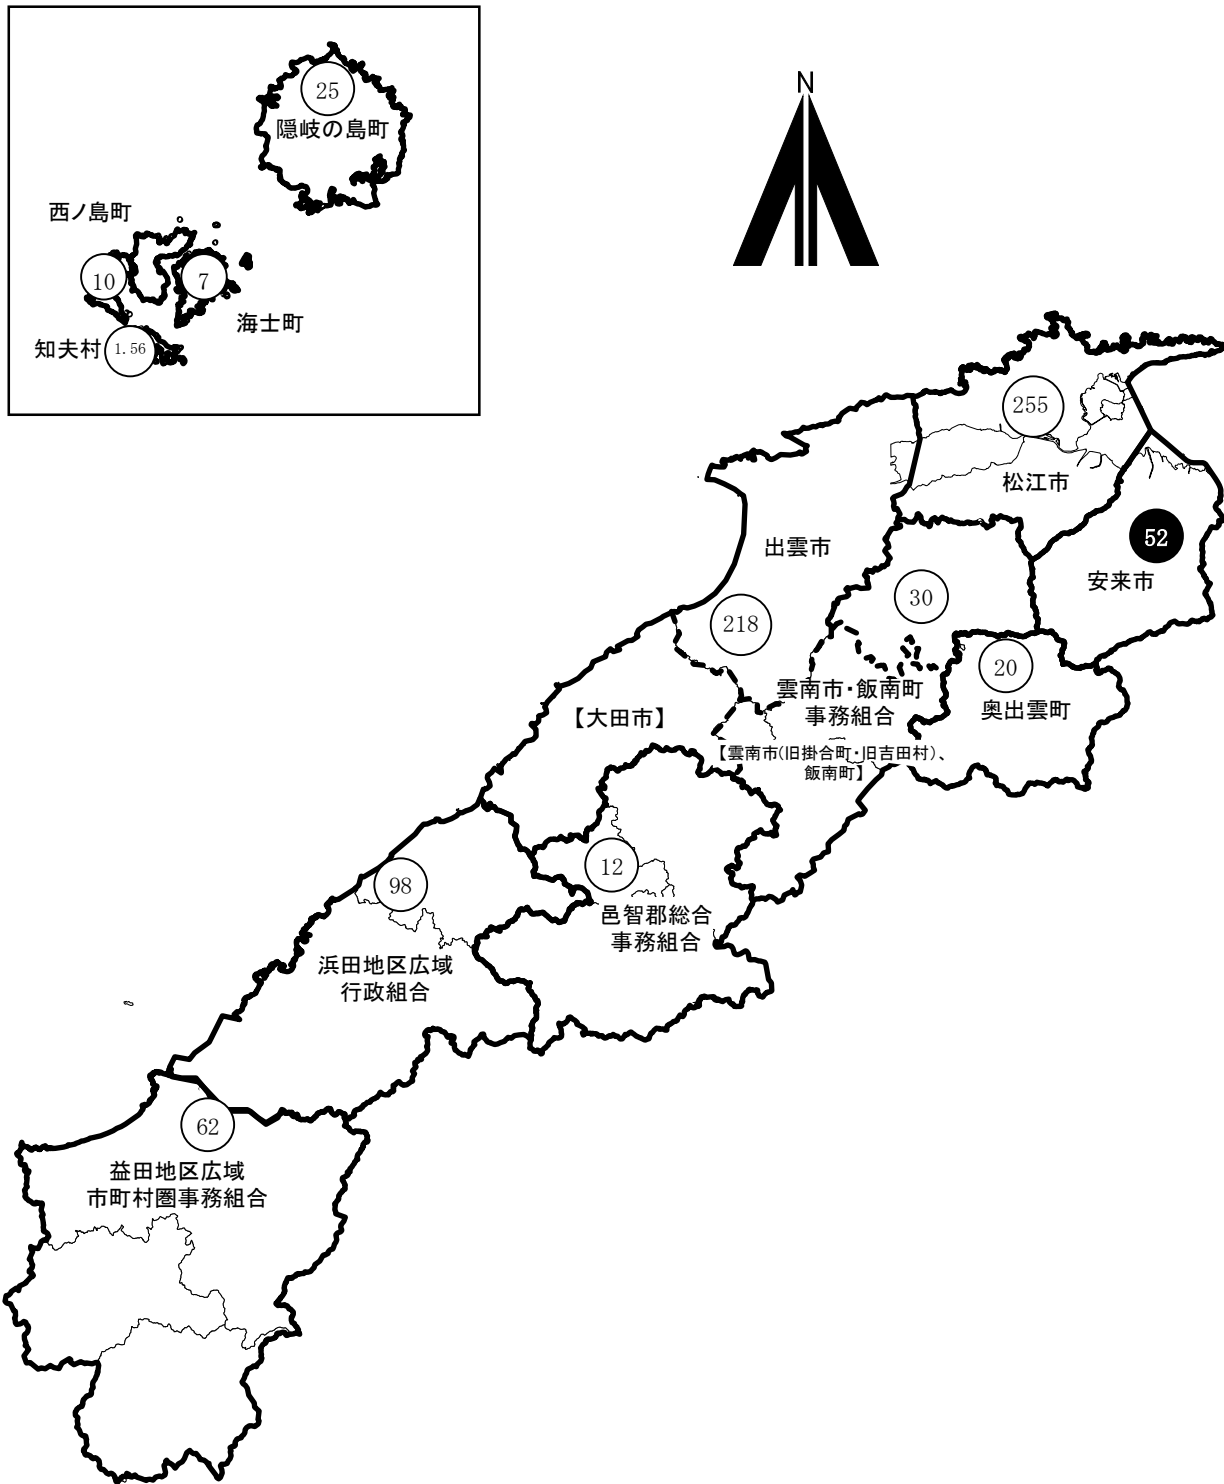 25
隠岐の島町
西ノ島町
10
7
海士町
知夫村
1.56
N
255
松江市
出雲市
52
安来市
30
218
20
雲南市・飯南町
事務組合
奥出雲町
【大田市】
【雲南市(旧掛合町・旧吉田村)、
飯南町】
12
98
邑智郡総合
事務組合
浜田地区広域
行政組合
62
益田地区広域
市町村圏事務組合